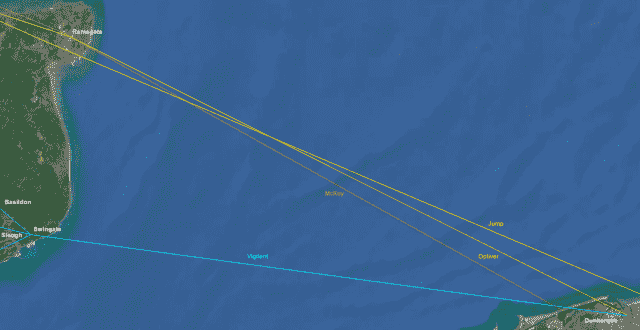 Ramsgate
Basildon
Slough
Swingate
McKay
Jump
Optiver
Vigilant
Dunkerque